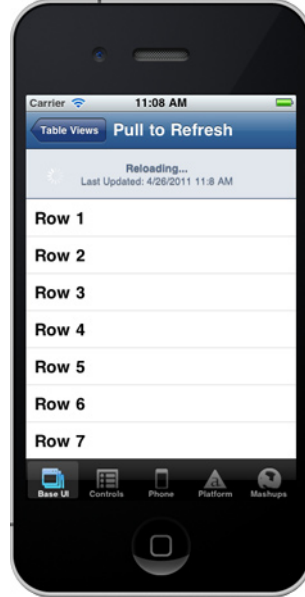 Carrier 11:08 AM
Table Views Pull to Refresh
Reloading...
Last Updated: 4/26/2011 11:8 AM
Row 1
Row 2
Row 3
Row 4
Row 5
Row 6
Row 7
Base UI Controls Phone Platform Mashups